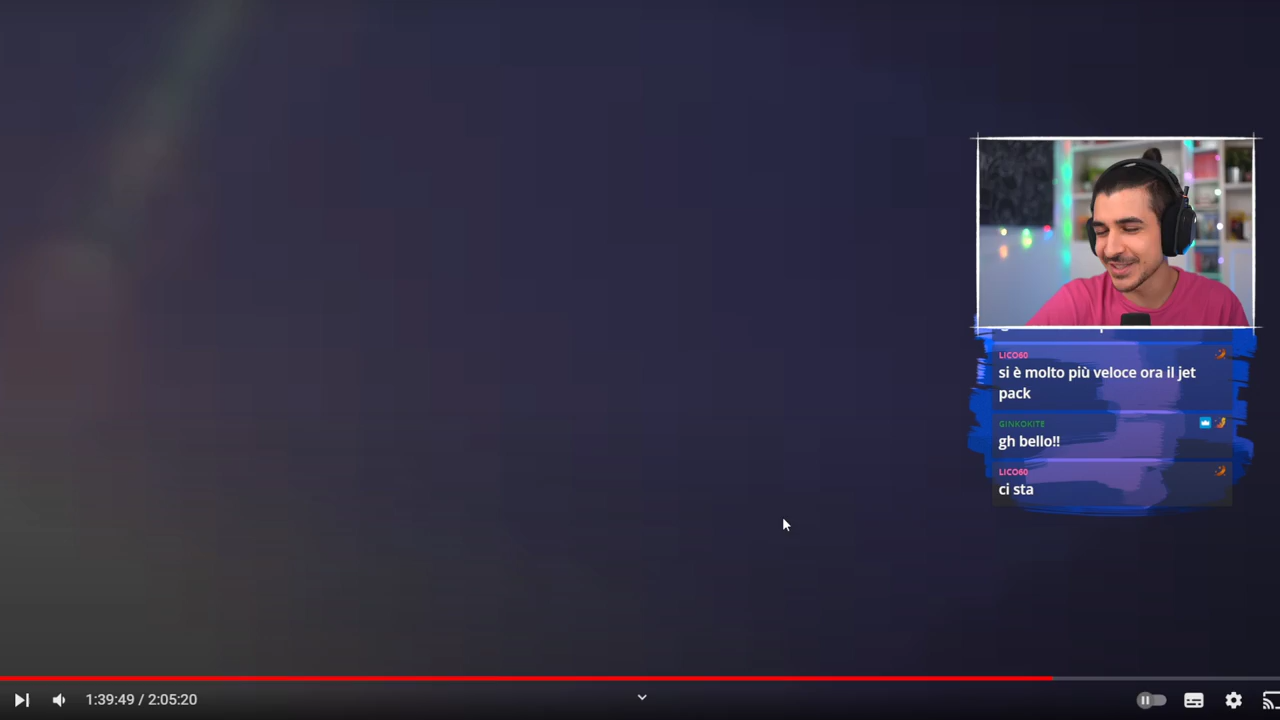 LICO60
si è molto più veloce ora il jet
pack
GINKOKITE
gh bello!!
LICO60
ci sta
1:39:49 / 2:05:20